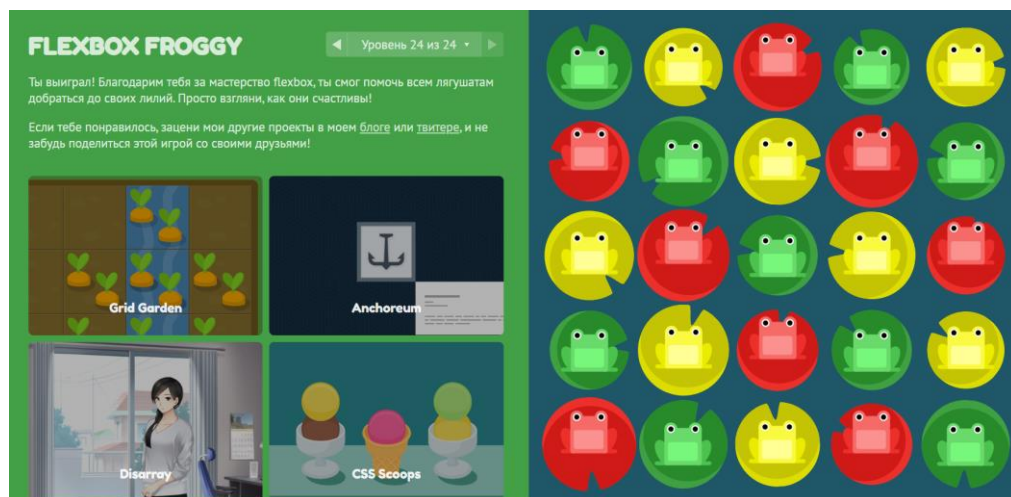 FLEXBOX FROGGY
Уровень 24 из 24
Ты выиграл! Благодарим тебя за мастерство flexbox, ты смог помочь всем лягушатам
добраться до своих лилий. Просто взгляни, как они счастливы!
Если тебе понравилось, зацени мои другие проекты в моем блоге или твитере, и не
забудь поделиться этой игрой со своими друзьями!
Grid Garden
Anchoreum
Disarray
CSS Scoops